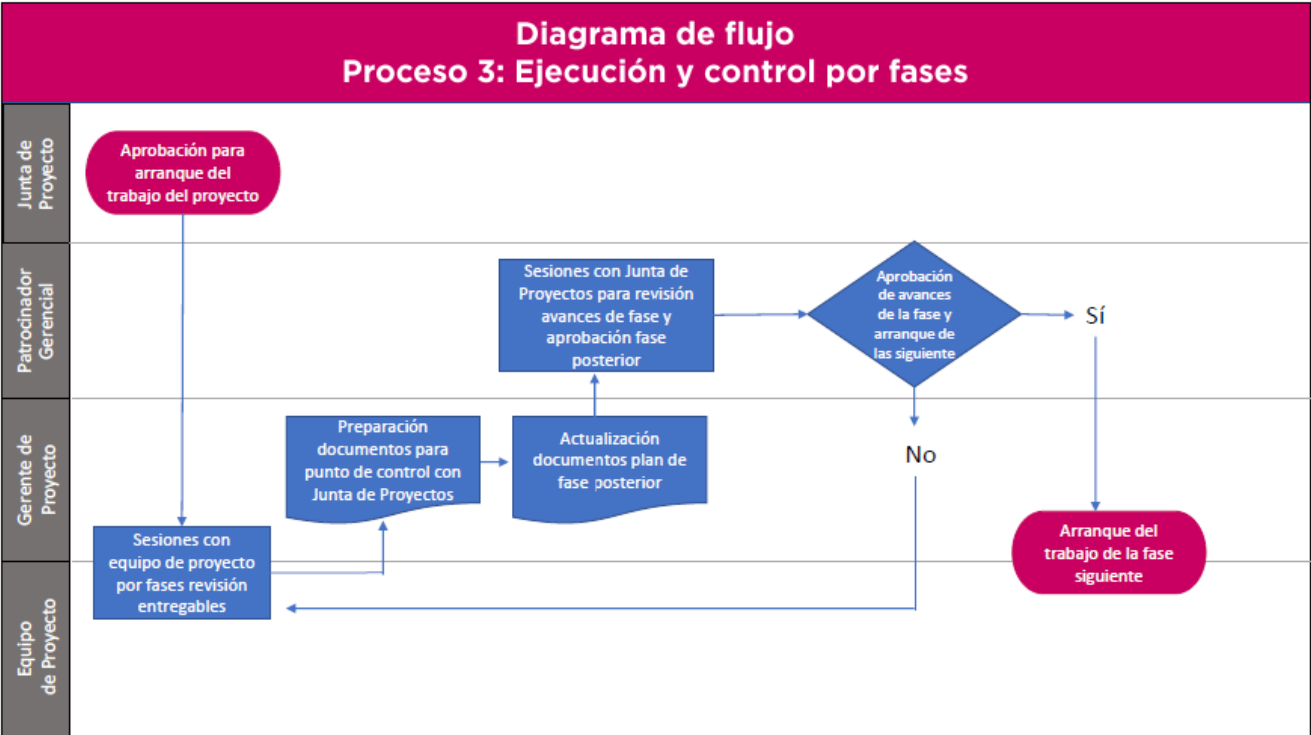 Diagrama de flujo
Proceso 3: Ejecución y control por fases
Junta de
Proyecto
Aprobación para
arranque del
trabajo del proyecto
Patrocinador
Gerencial
Sesiones con Junta de
Proyectos para revisión
avances de fase y
aprobación fase
posterior
Aprobación
de avances
de la fase y
arranque de
las siguiente
Sí
Gerente de
Proyecto
Preparación
documentos para
punto de control con
Junta de Proyectos
Actualización
documentos plan de
fase posterior
No
Sesiones con
equipo de proyecto
por fases revisión
entregables
Arranque del
trabajo de la fase
siguiente
Equipo
de Proyecto